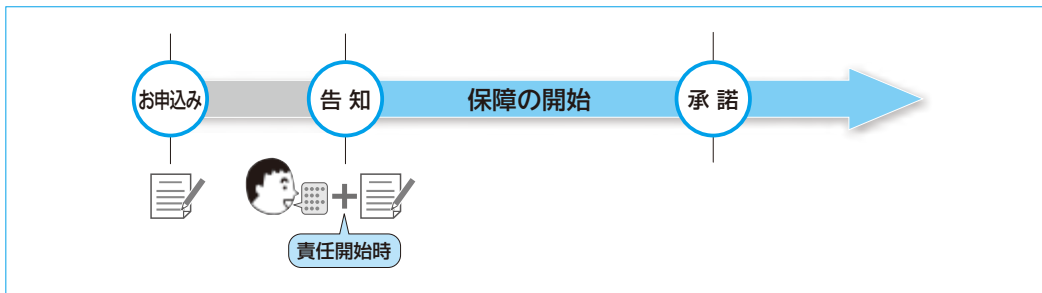 お申込み
告知
保障の開始
承諾
責任開始時